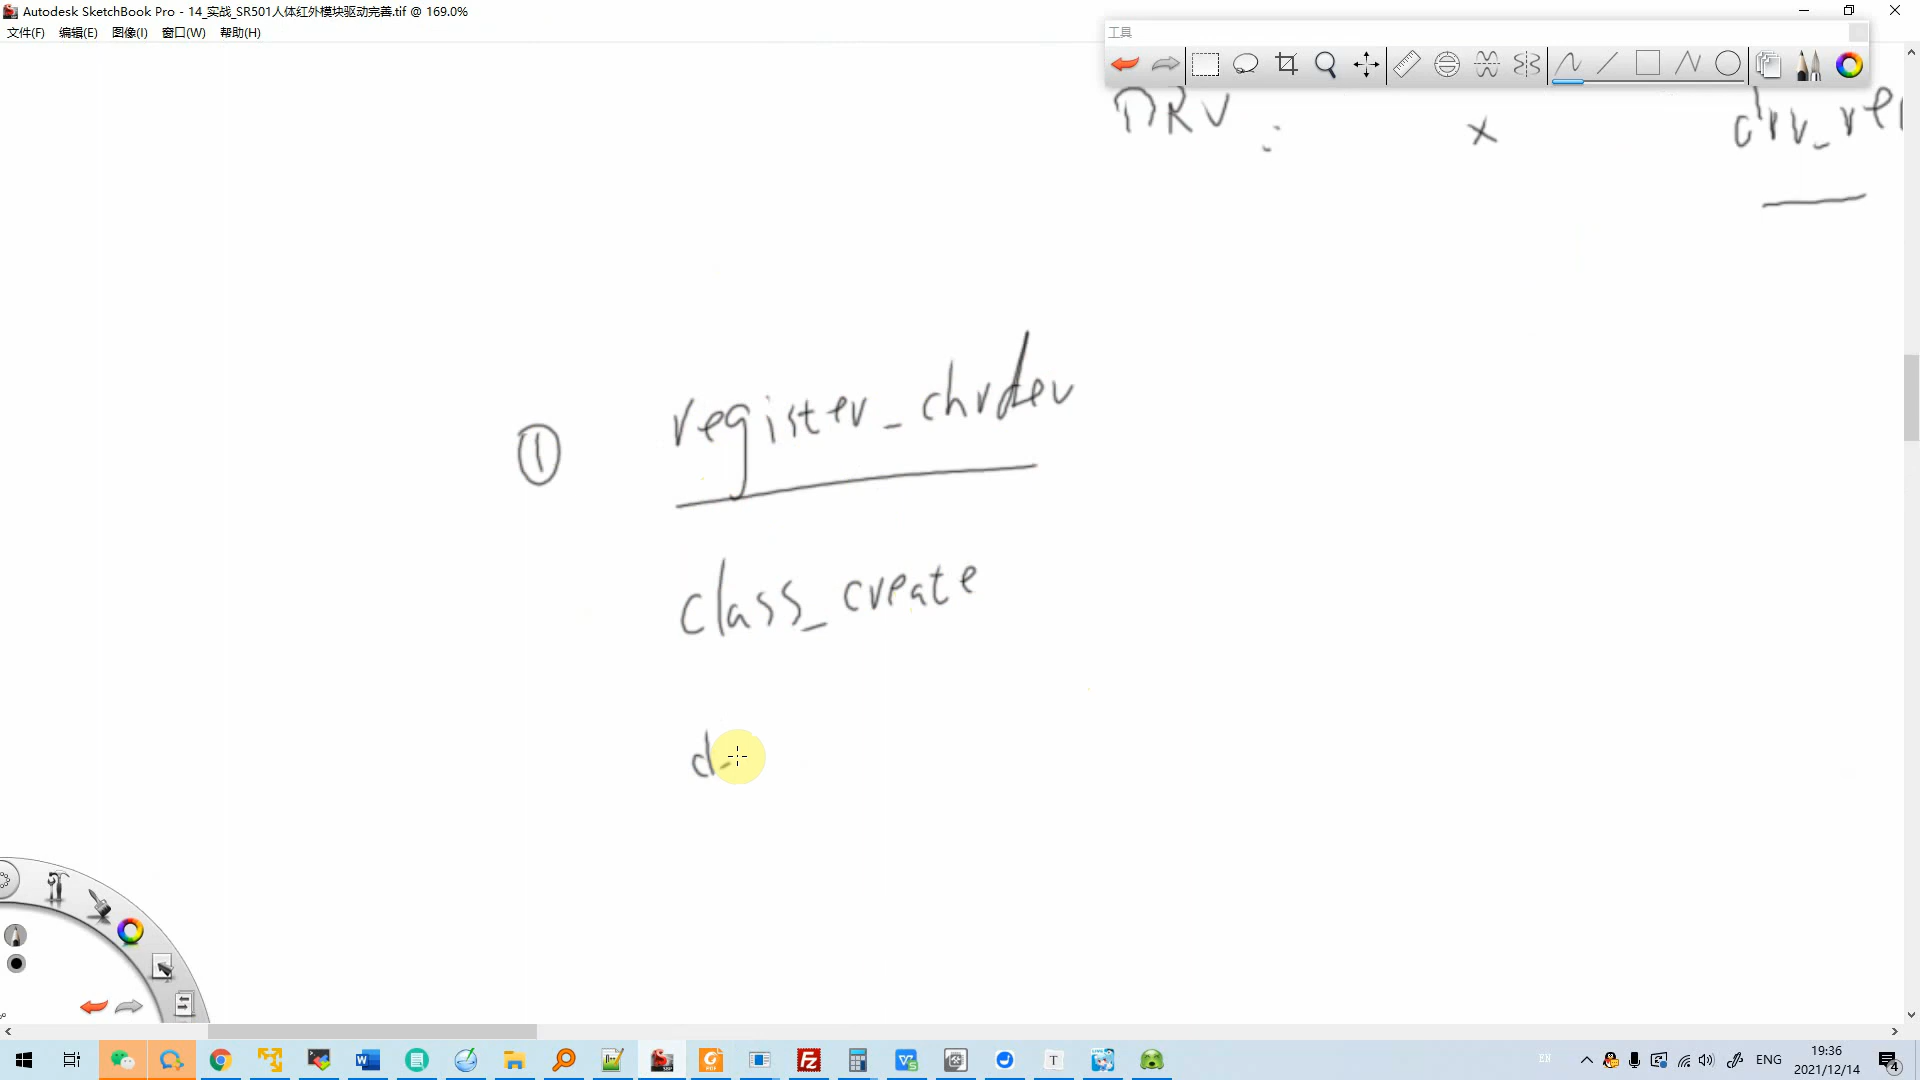 Autodesk SketchBook Pro - 14_实战_SR501人体红外模块驱动完善.tif @ 169.0%
文件(F) 编辑(E) 图像(I) 窗口(W) 帮助(H)
工具
DRV : x
① register_chrdev
class_create
d
EN ENG
19:36
2021/12/14
4